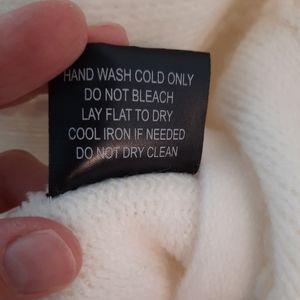 HAND WASH COLD ONLY
DO NOT BLEACH
LAY FLAT TO DRY
COOL IRON IF NEEDED
DO NOT DRY CLEAN